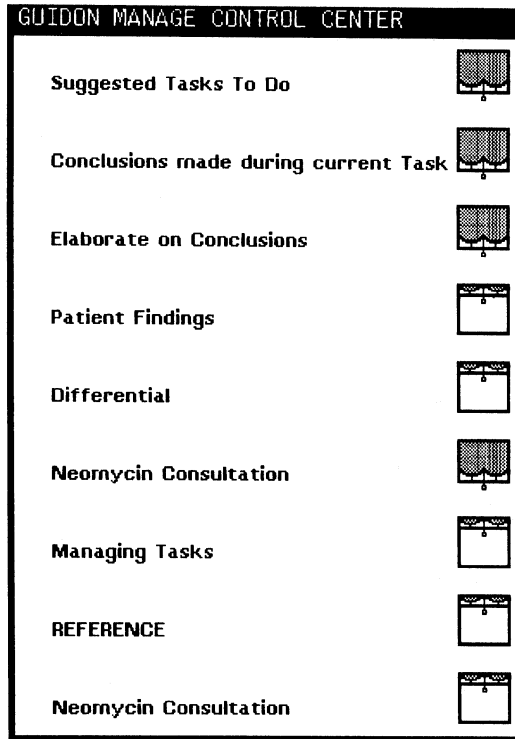 GUIDON MANAGE CONTROL CENTER
Suggested Tasks To Do
Conclusions made during current Task
Elaborate on Conclusions
Patient Findings
Differential
Neomycin Consultation
Managing Tasks
REFERENCE
Neomycin Consultation